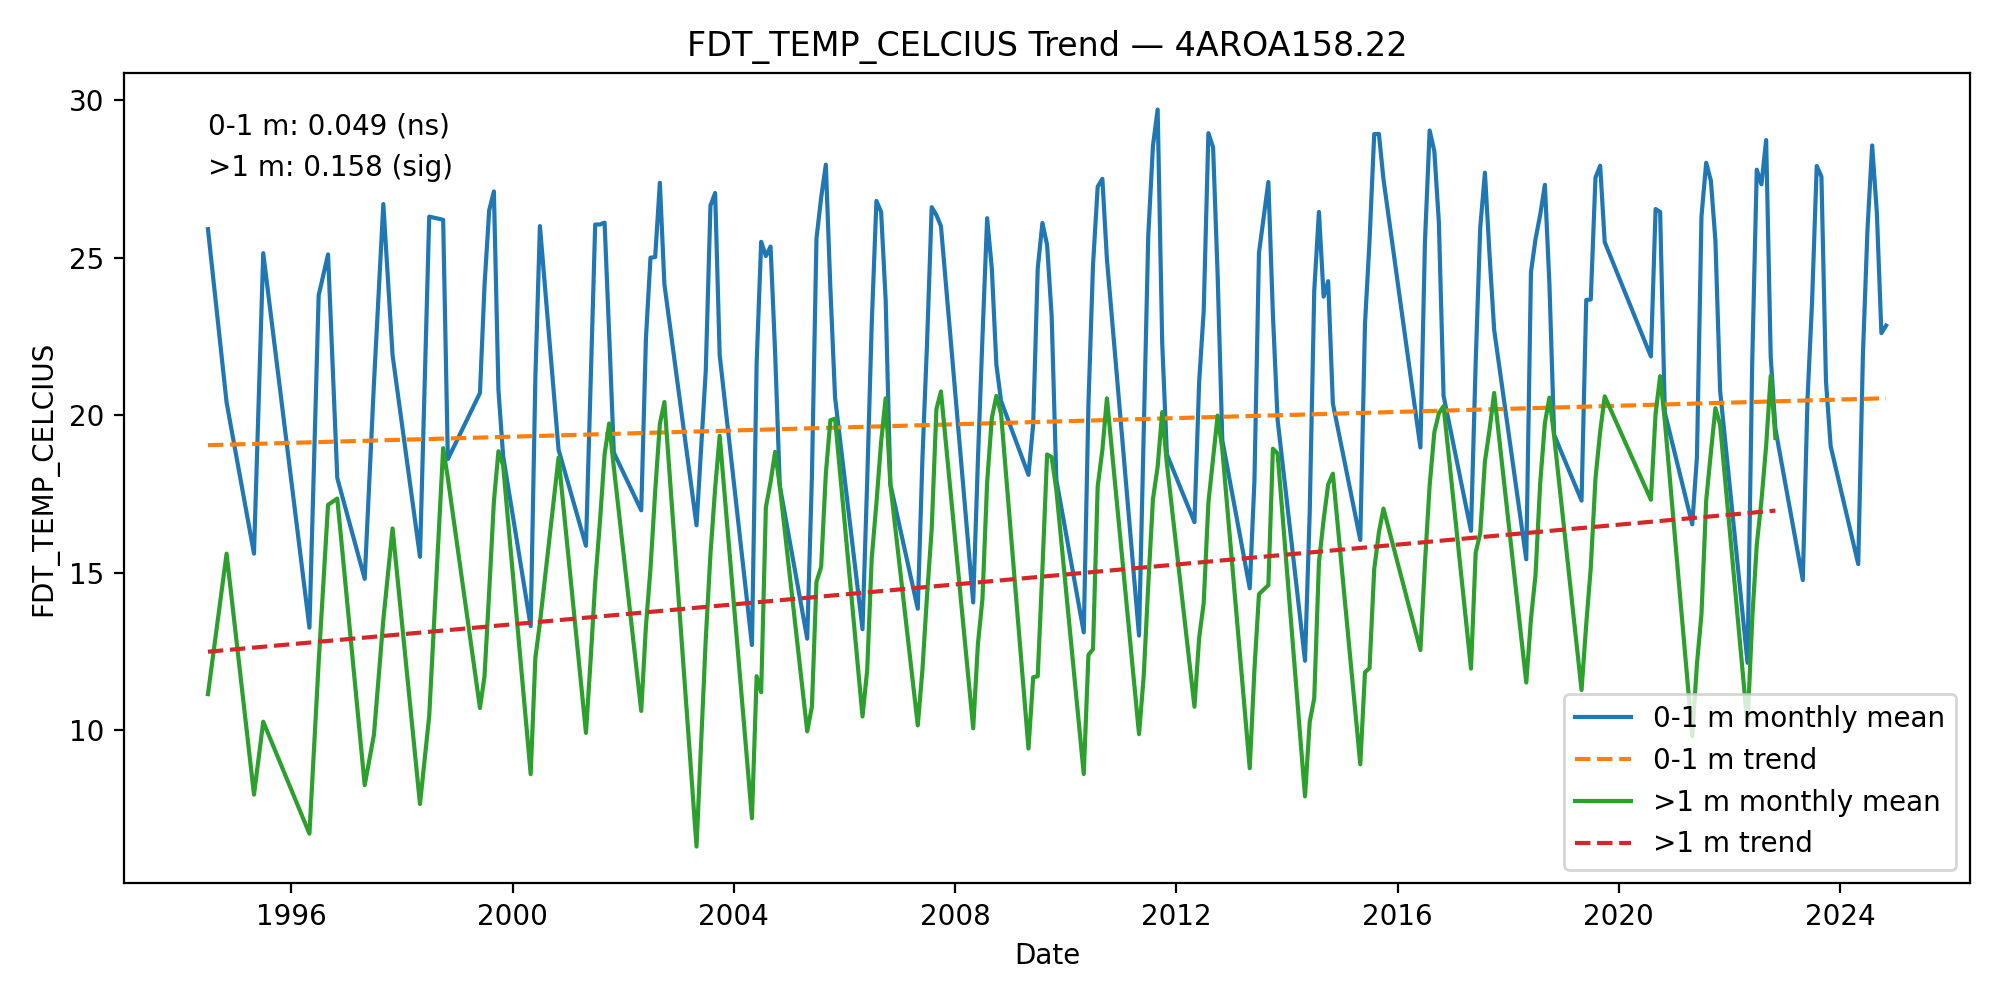 FDT_TEMP_CELCIUS Trend — 4AROA158.22
0-1 m: 0.049 (ns)
>1 m: 0.158 (sig)
30
25
20
15
10
FDT_TEMP_CELCIUS
0-1 m monthly mean
0-1 m trend
>1 m monthly mean
>1 m trend
1996 2000 2004 2008 2012 2016 2020 2024
Date